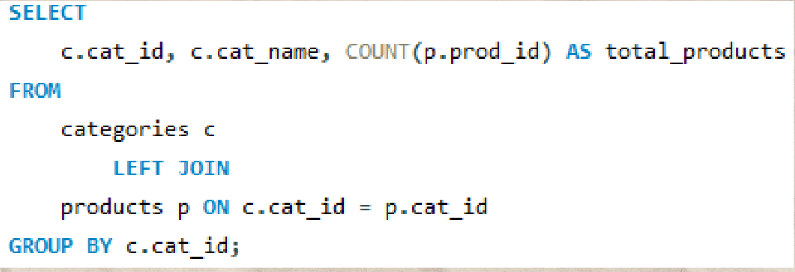 SELECT
c.cat_id, c.cat_name, COUNT(p.prod_id) AS total_products
FROM
categories c
LEFT JOIN
products p ON c.cat_id = p.cat_id
GROUP BY c.cat_id;